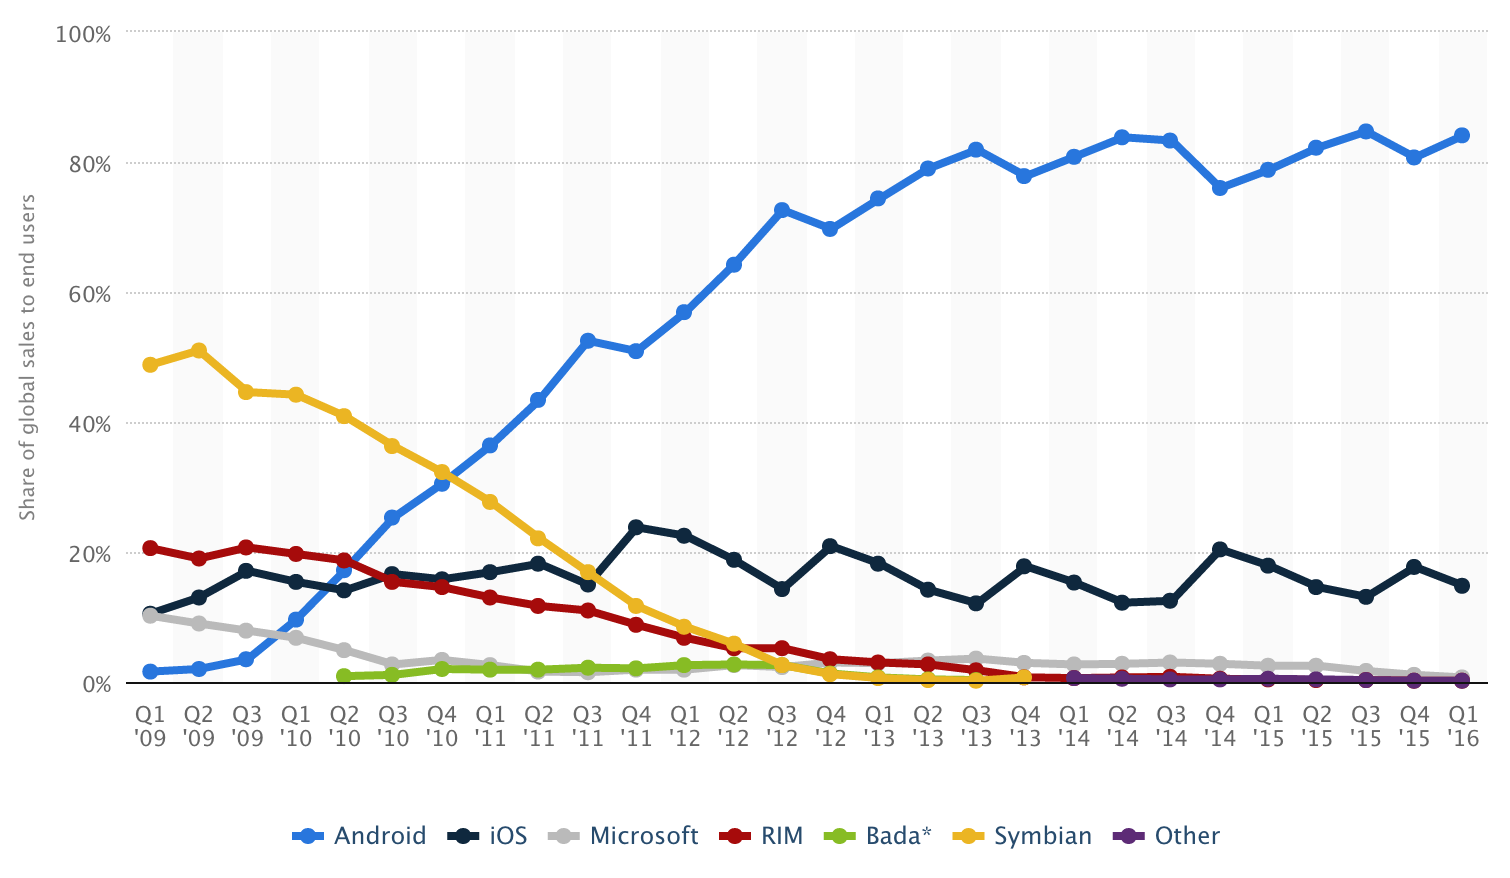 100%
80%
60%
40%
20%
0%
Share of global sales to end users
Q1 Q2 Q3 Q1 Q2 Q3 Q4 Q1 Q2 Q3 Q4 Q1 Q2 Q3 Q4 Q1 Q2 Q3 Q4 Q1 Q2 Q3 Q4 Q1 Q2 Q3 Q4 Q1
'09 '09 '09 '10 '10 '10 '10 '11 '11 '11 '11 '12 '12 '12 '12 '13 '13 '13 '13 '14 '14 '14 '14 '15 '15 '15 '15 '16
Android iOS Microsoft RIM Bada* Symbian Other